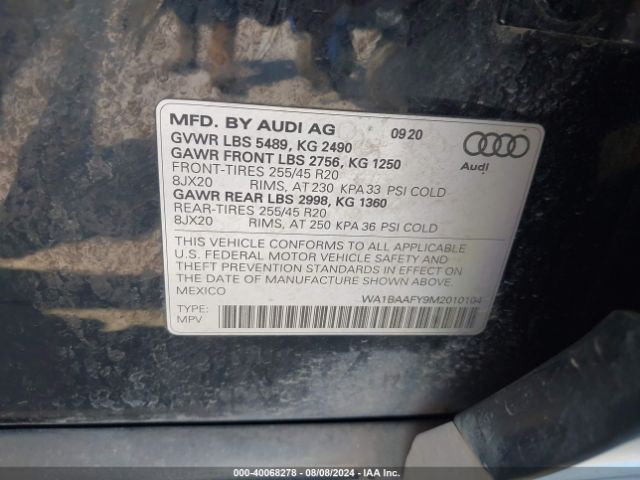 MFD. BY AUDI AG 09 20
GVWR LBS 5489, KG 2490
GAWR FRONT LBS 2756, KG 1250
FRONT-TIRES 255/45 R20
8JX20 RIMS, AT 230 KPA 33 PSI COLD
GAWR REAR LBS 2998, KG 1360
REAR-TIRES 255/45 R20
8JX20 RIMS, AT 250 KPA 36 PSI COLD
Audi
THIS VEHICLE CONFORMS TO ALL APPLICABLE
U.S. FEDERAL MOTOR VEHICLE SAFETY AND
THEFT PREVENTION STANDARDS IN EFFECT ON
THE DATE OF MANUFACTURE SHOWN ABOVE.
MEXICO WA1BAAFY9M2010104
TYPE:
MPV
000-40068278 - 08/08/2024 - IAA Inc.